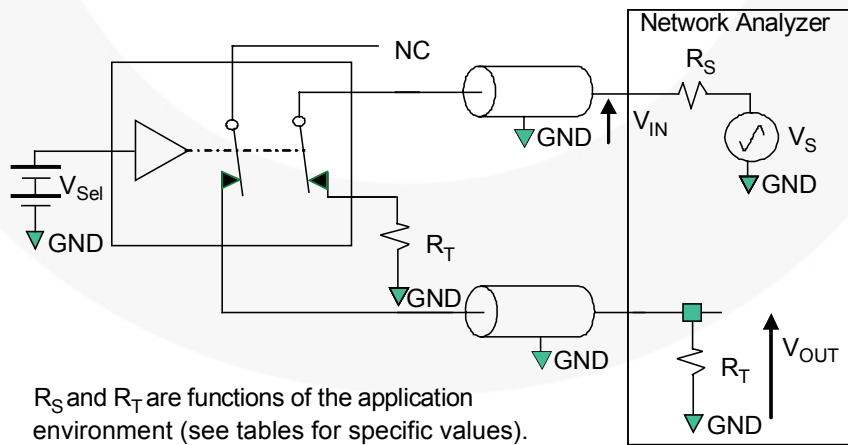 Network Analyzer
NC
R_S
GND
V_IN
V_S
GND
V_Sel
GND
R_T
GND
GND
V_OUT
R_T
GND
R_S and R_T are functions of the application
environment (see tables for specific values).